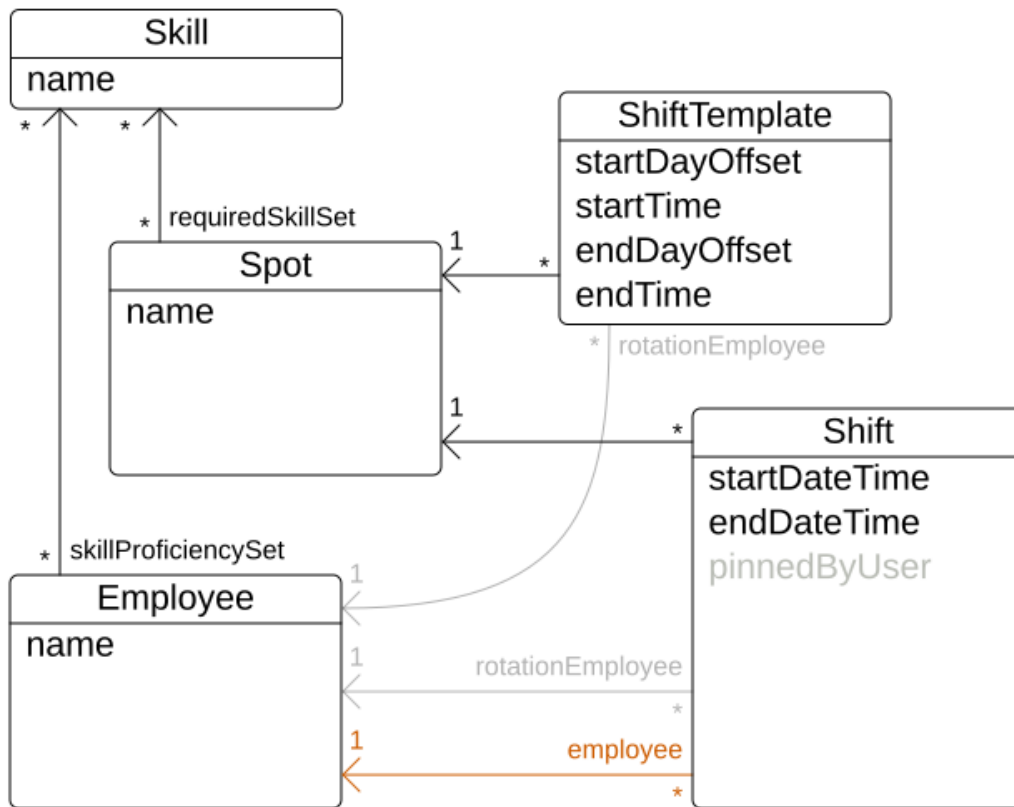 Skill
name
* *
* requiredSkillSet
ShiftTemplate
startDayOffset
startTime
endDayOffset
endTime
Spot
name
1
*
* rotationEmployee
1
*
Shift
startDateTime
endDateTime
pinnedByUser
* skillProficiencySet
Employee
name
1
1
rotationEmployee
*
1
employee
*